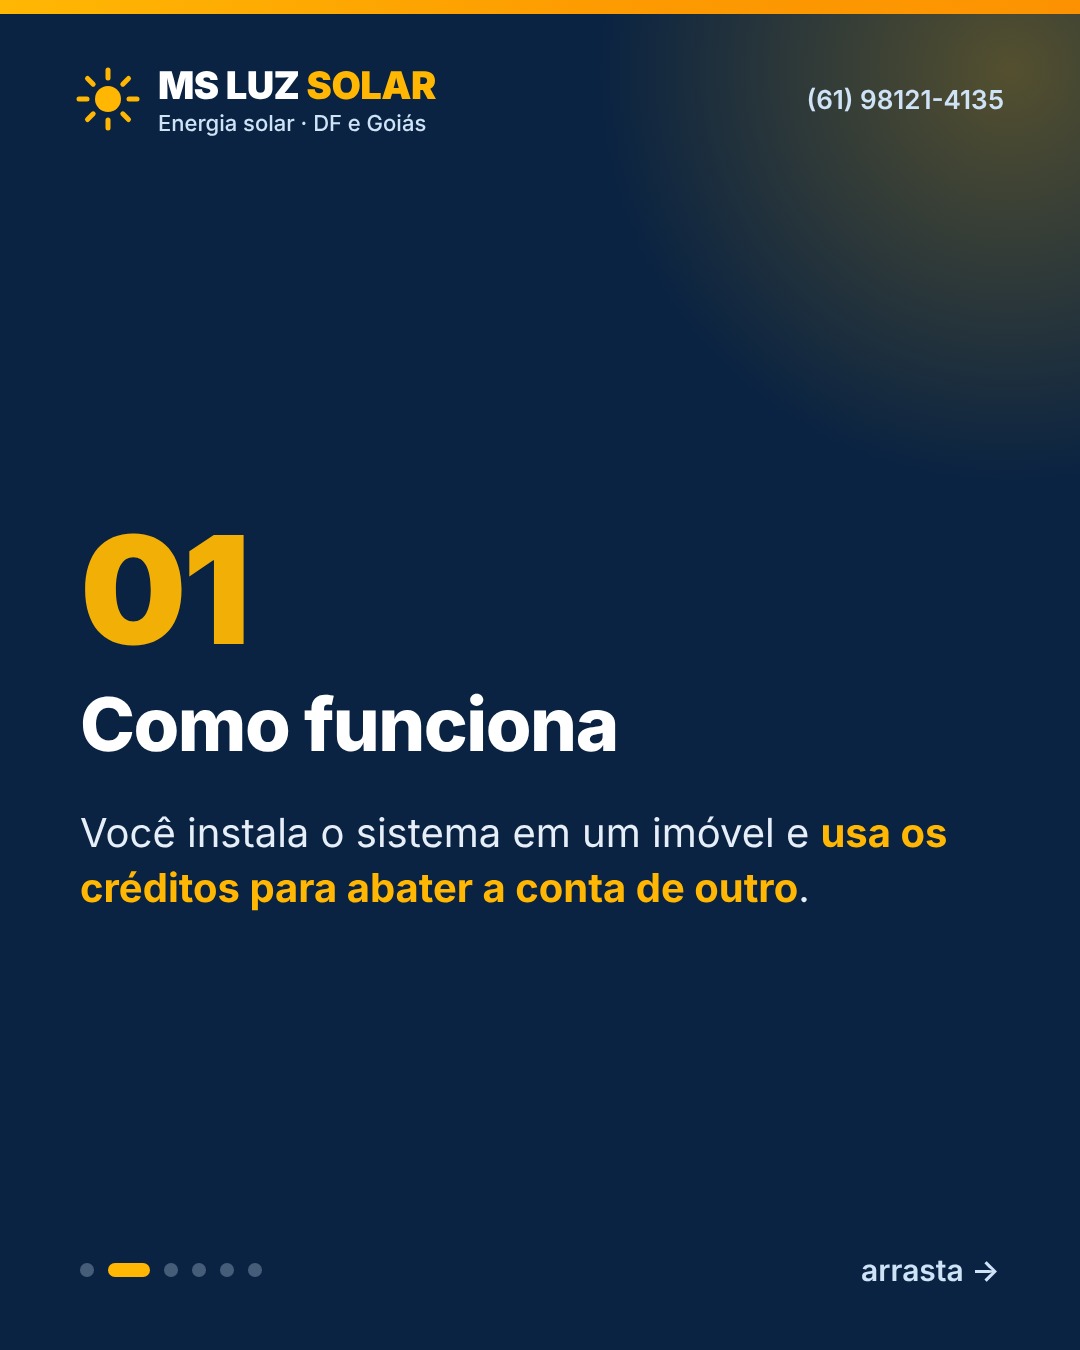 MS LUZ SOLAR
Energia solar · DF e Goiás
(61) 98121-4135
01
Como funciona
Você instala o sistema em um imóvel e usa os
créditos para abater a conta de outro.
arrasta →